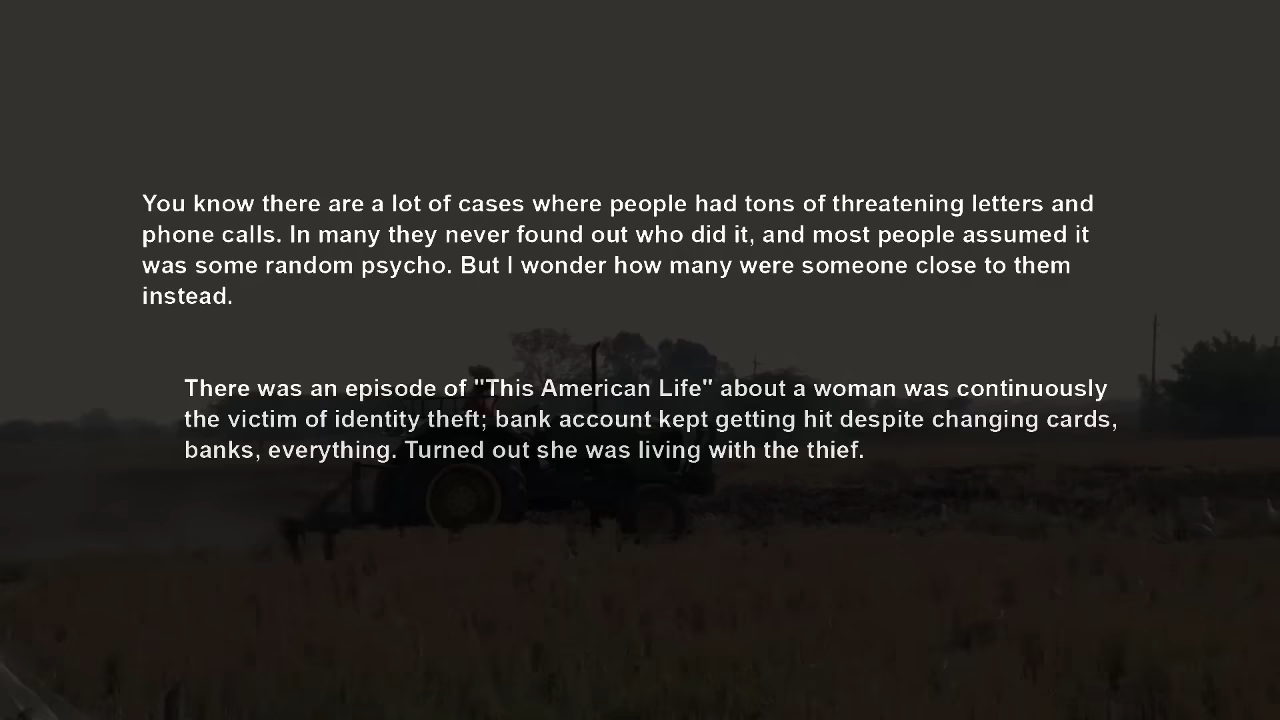 You know there are a lot of cases where people had tons of threatening letters and
phone calls. In many they never found out who did it, and most people assumed it
was some random psycho. But I wonder how many were someone close to them
instead.
There was an episode of "This American Life" about a woman was continuously
the victim of identity theft; bank account kept getting hit despite changing cards,
banks, everything. Turned out she was living with the thief.